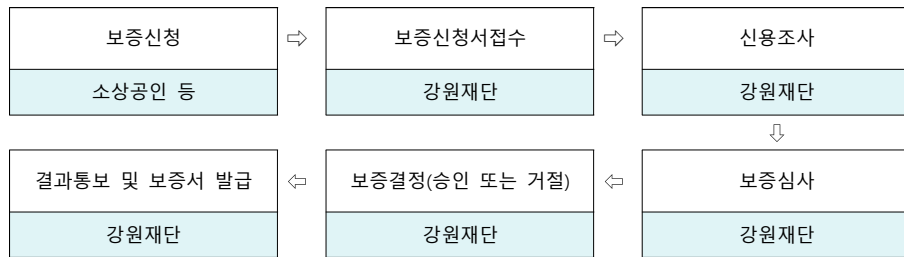 보증신청
⇨
보증신청서접수
⇨
신용조사
소상공인 등
강원재단
강원재단
⇩
결과통보 및 보증서 발급
⇦
보증결정(승인 또는 거절)
⇦
보증심사
강원재단
강원재단
강원재단